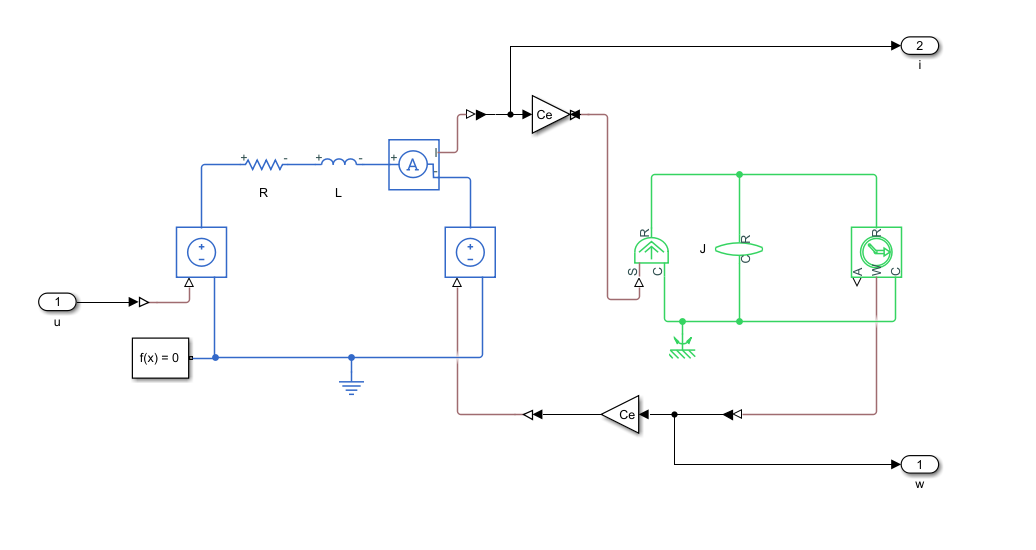 2
i
Ce
I
+ - + - + A -
R L
+
-
+
-
R
R
C
J
R
W
A
C
S
C
1
u
f(x) = 0
Ce
1
w